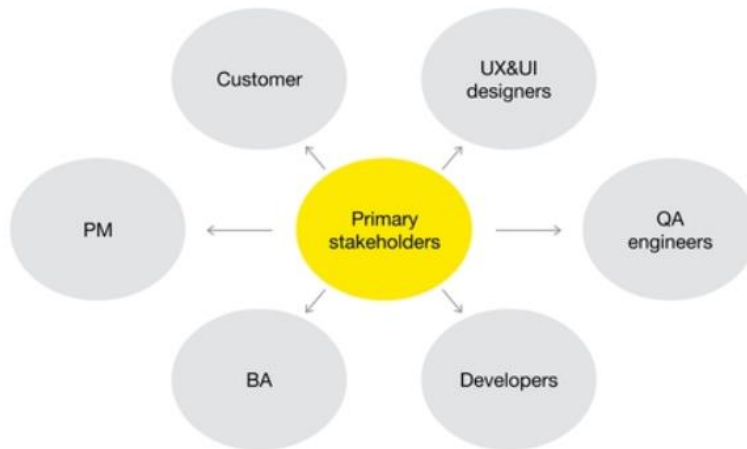 Customer
UX&UI
designers
PM
Primary
stakeholders
QA
engineers
BA
Developers